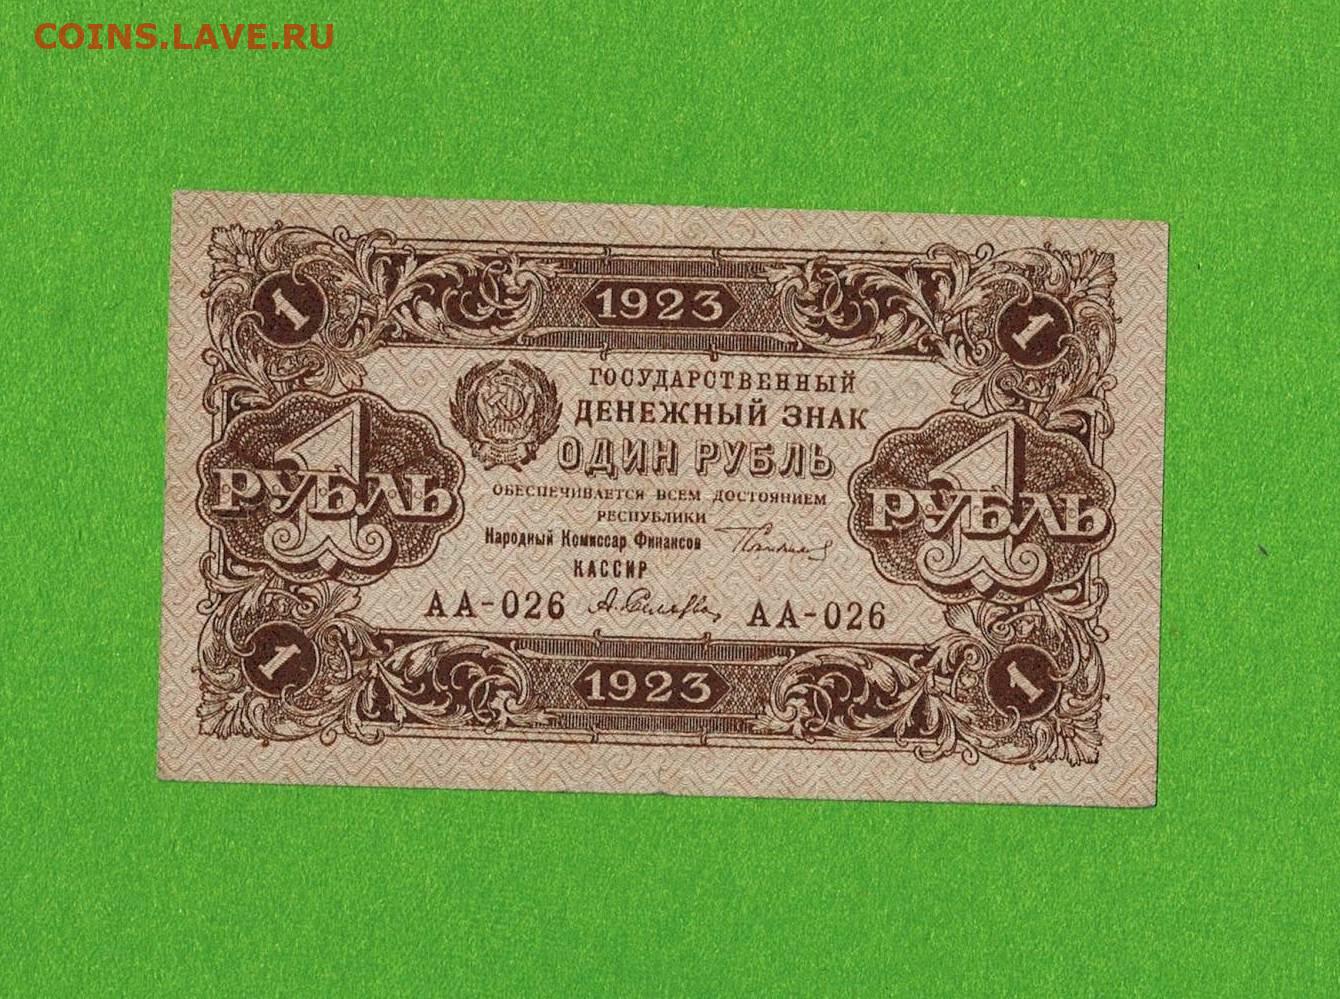 COINS.LAVE.RU
1 1923 1
ГОСУДАРСТВЕННЫЙ
ДЕНЕЖНЫЙ ЗНАК
ОДИН РУБЛЬ
1 РУБЛЬ
1 РУБЛЬ
ОБЕСПЕЧИВАЕТСЯ ВСЕМ ДОСТОЯНИЕМ
РЕСПУБЛИКИ
Народный Комиссар Финансов
КАССИР
АА-026 АА-026
1 1923 1